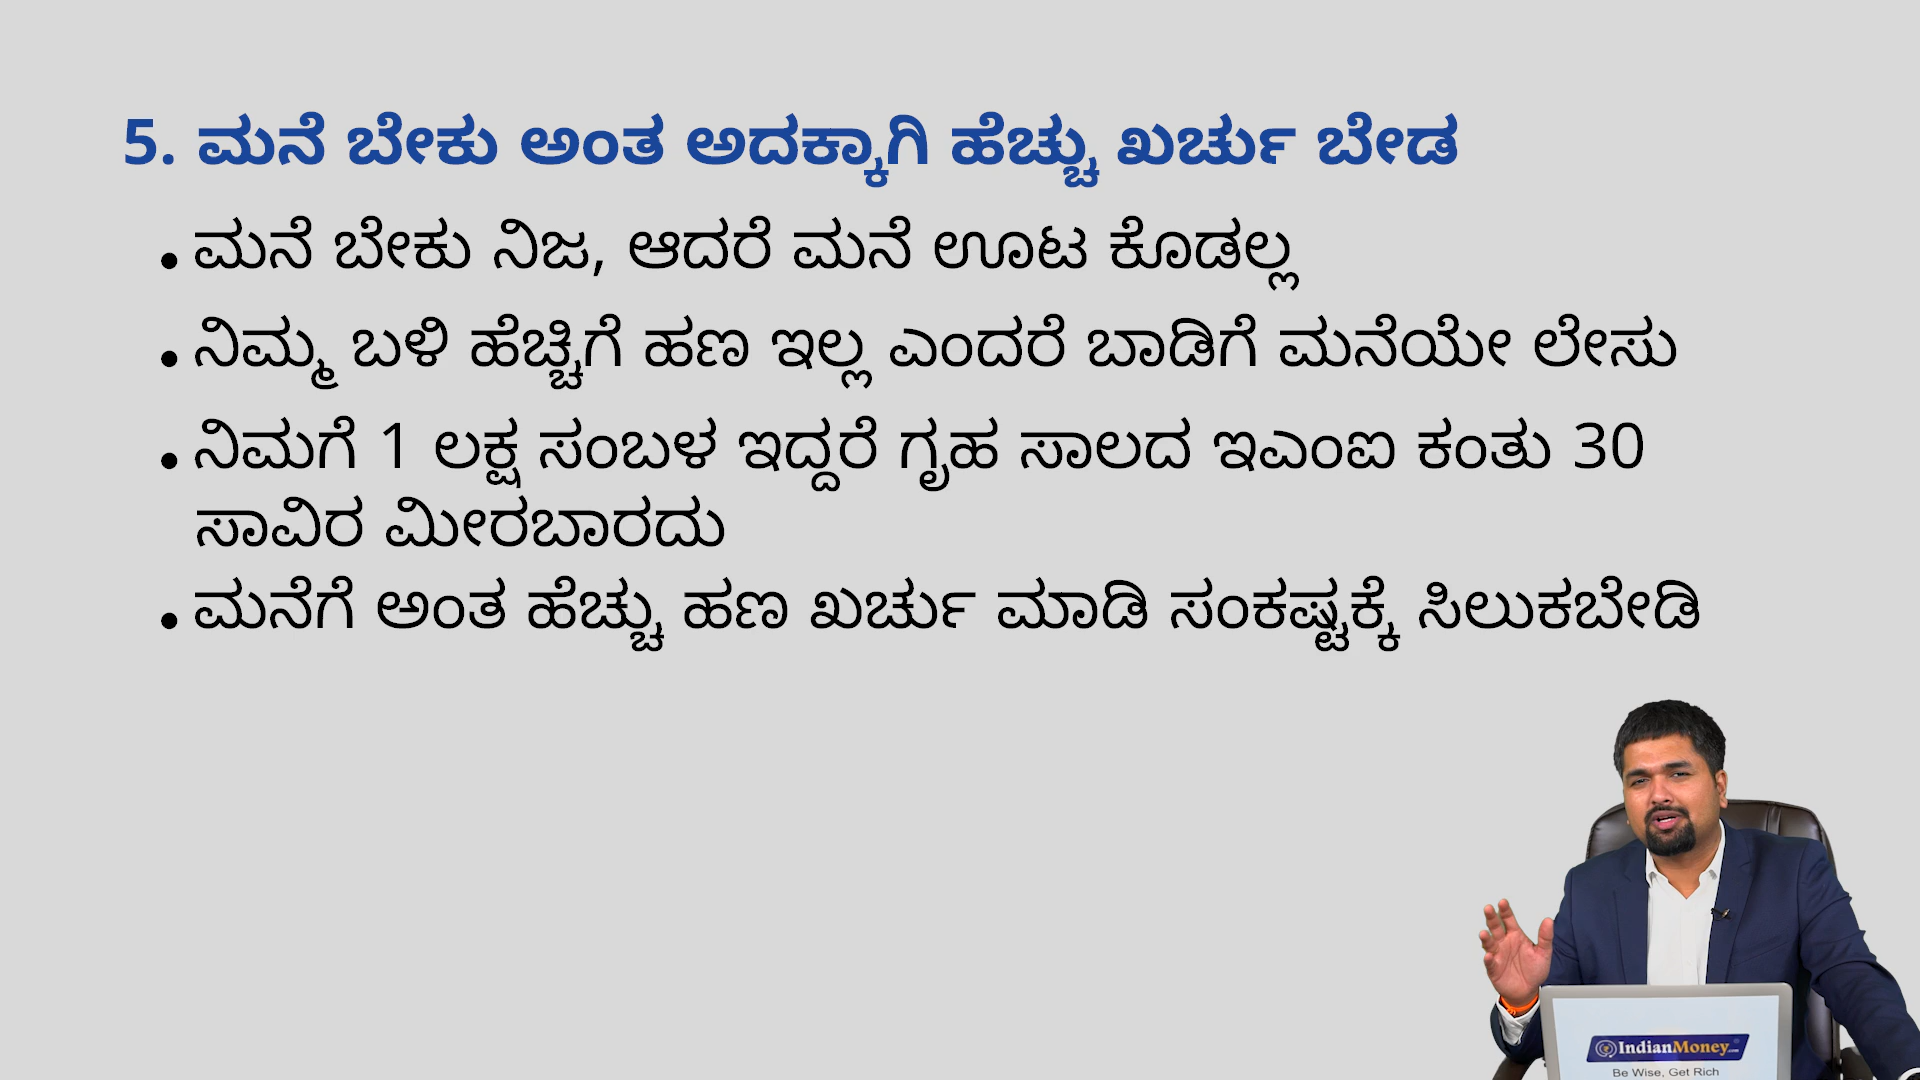 5. ಮನೆ ಬೇಕು ಅಂತ ಅದಕ್ಕಾಗಿ ಹೆಚ್ಚು ಖರ್ಚು ಬೇಡ
• ಮನೆ ಬೇಕು ನಿಜ, ಆದರೆ ಮನೆ ಊಟ ಕೊಡಲ್ಲ
• ನಿಮ್ಮ ಬಳಿ ಹೆಚ್ಚಿಗೆ ಹಣ ಇಲ್ಲ ಎಂದರೆ ಬಾಡಿಗೆ ಮನೆಯೇ ಲೇಸು
• ನಿಮಗೆ 1 ಲಕ್ಷ ಸಂಬಳ ಇದ್ದರೆ ಗೃಹ ಸಾಲದ ಇಎಂಐ ಕಂತು 30
ಸಾವಿರ ಮೀರಬಾರದು
• ಮನೆಗೆ ಅಂತ ಹೆಚ್ಚು ಹಣ ಖರ್ಚು ಮಾಡಿ ಸಂಕಷ್ಟಕ್ಕೆ ಸಿಲುಕಬೇಡಿ
IndianMoney.com
Be Wise, Get Rich